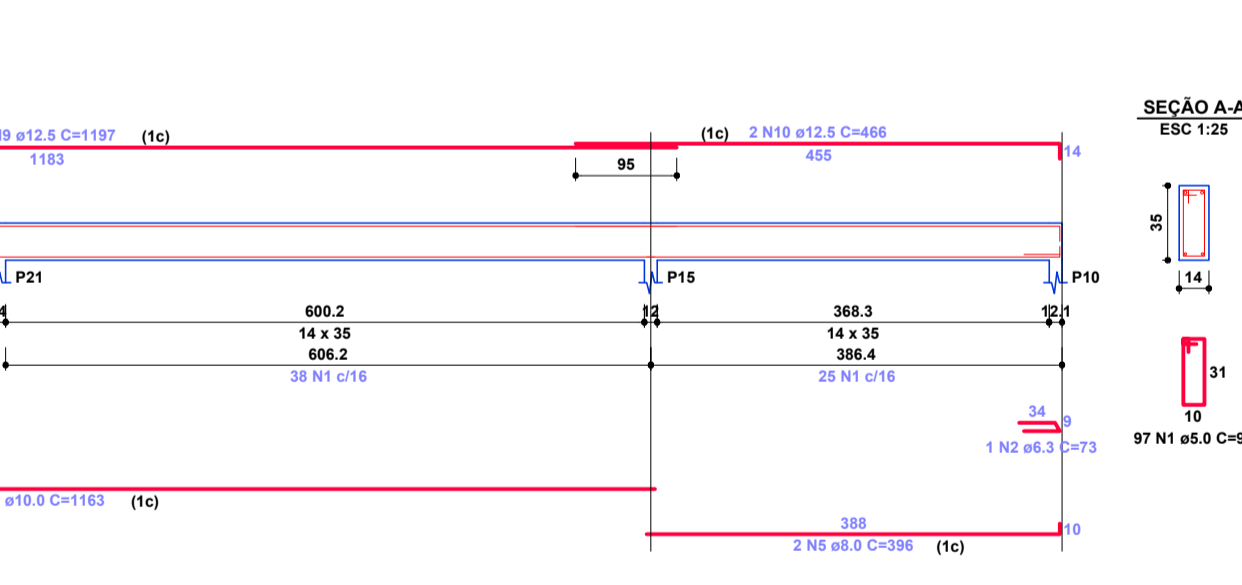 SEÇÃO A-A
ESC 1:25
ø12.5 C=1197 (1c)
1183
(1c) 2 N10 ø12.5 C=466
455
14
95
35
14
P21
P15
P10
600.2
12
368.3
12.1
14 x 35
14 x 35
606.2
386.4
38 N1 c/16
25 N1 c/16
34
9
1 N2 ø6.3 C=73
31
10
97 N1 ø5.0
ø10.0 C=1163 (1c)
388
10
2 N5 ø8.0 C=396 (1c)